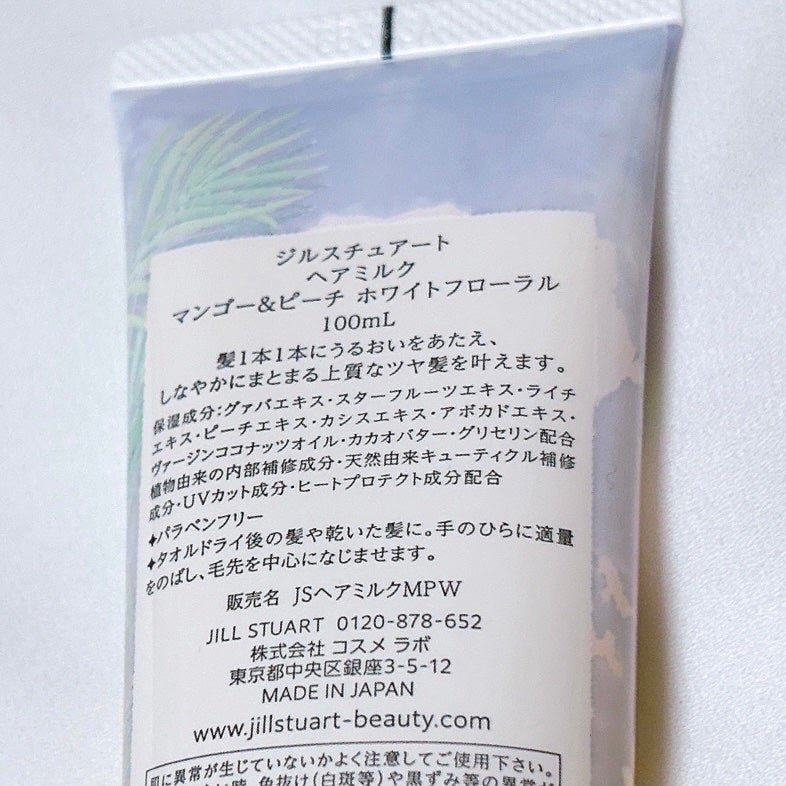 ジルスチュアート
ヘアミルク
マンゴー&ピーチ ホワイトフローラル
100mL
髪1本1本にうるおいをあたえ、
しなやかにまとまる上質なツヤ髪を叶えます。
保湿成分:グァバエキス・スターフルーツエキス・ライチ
エキス・ピーチエキス・カシスエキス・アボカドエキス・
ヴァージンココナッツオイル・カカオバター・グリセリン配合
植物由来の内部補修成分・天然由来キューティクル補修
成分・UVカット成分・ヒートプロテクト成分配合
✦パラベンフリー
✦タオルドライ後の髪や乾いた髪に。手のひらに適量
をのばし、毛先を中心になじませます。
販売名 JSヘアミルクMPW
JILL STUART 0120-878-652
株式会社 コスメ ラボ
東京都中央区銀座3-5-12
MADE IN JAPAN
www.jillstuart-beauty.com
肌に異常が生じていないかよく注意してご使用下さい。
色抜け(白斑等)や黒ずみ等の異常が